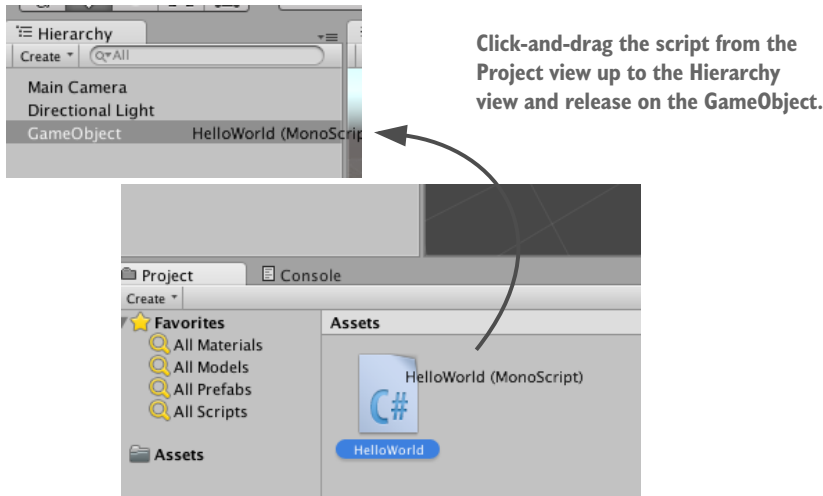 Hierarchy
Create
All
Main Camera
Directional Light
GameObject HelloWorld (MonoScrip
Click-and-drag the script from the
Project view up to the Hierarchy
view and release on the GameObject.
Project Console
Create
Favorites
All Materials
All Models
All Prefabs
All Scripts
Assets
Assets
HelloWorld (MonoScript)
C#
HelloWorld